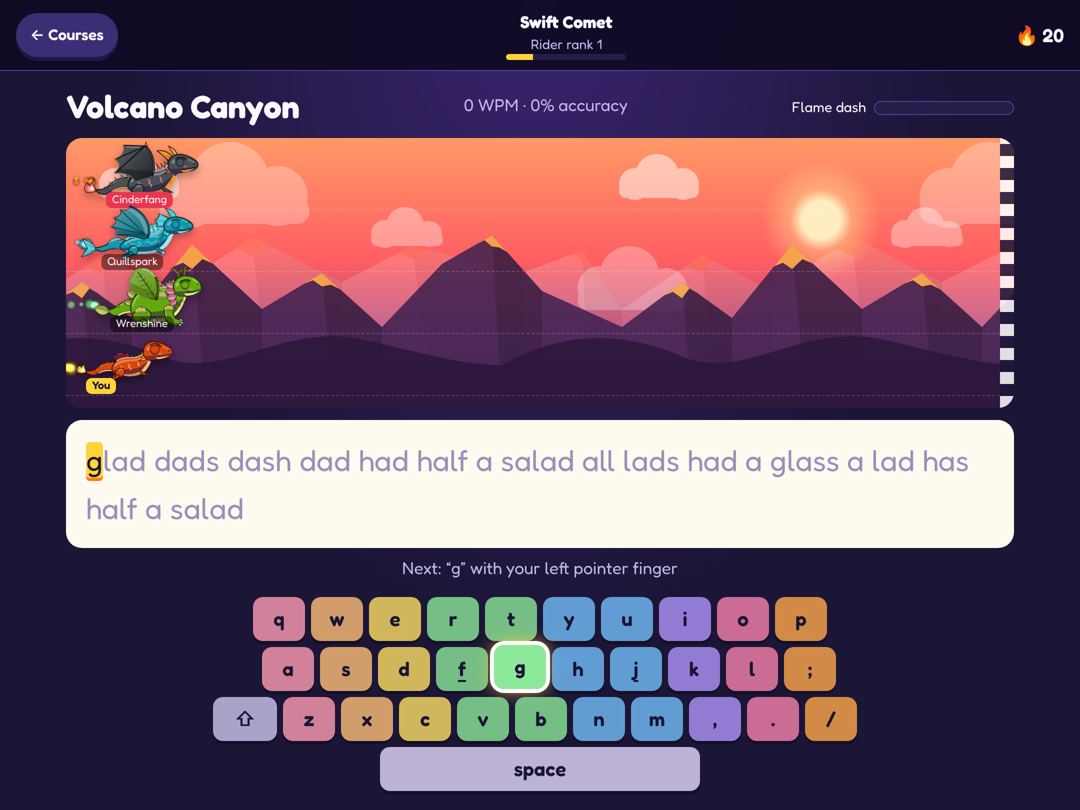 ← Courses
Swift Comet
Rider rank 1
🔥 20
Volcano Canyon
0 WPM · 0% accuracy
Flame dash
Cinderfang
Quillspark
Wrenshine
You
glad dads dash dad had half a salad all lads had a glass a lad has
half a salad
Next: “g” with your left pointer finger
q w e r t y u i o p
a s d f g h j k l ;
⇧ z x c v b n m , . /
space